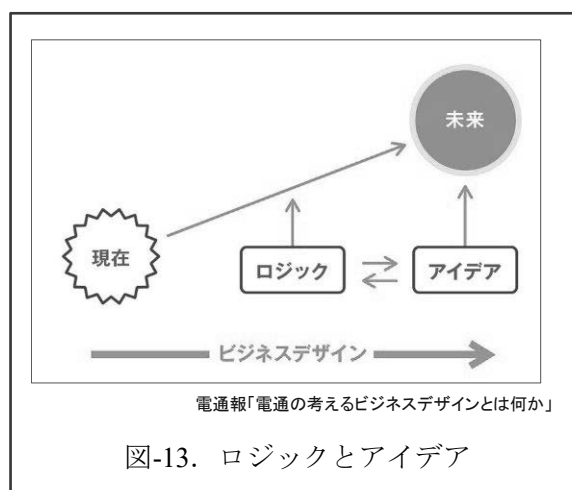 未来
現在
ロジック
アイデア
ビジネスデザイン
電通報「電通の考えるビジネスデザインとは何か」
図-13. ロジックとアイデア